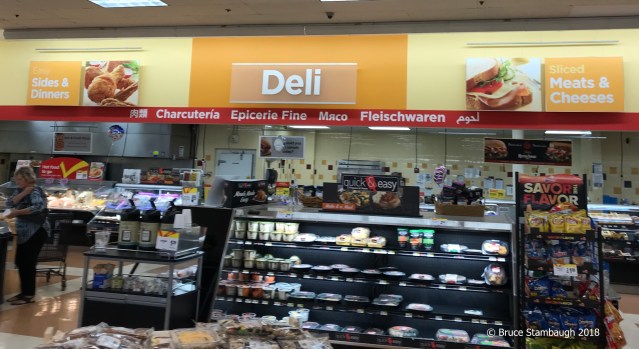 Deli
Easy
Sides &
Dinners
Sliced
Meats &
Cheeses
肉類 Charcutería Epicerie Fine Мясо Fleischwaren لحوم
quick & easy
SAVOR
FLAVOR
© Bruce Stambaugh 2018